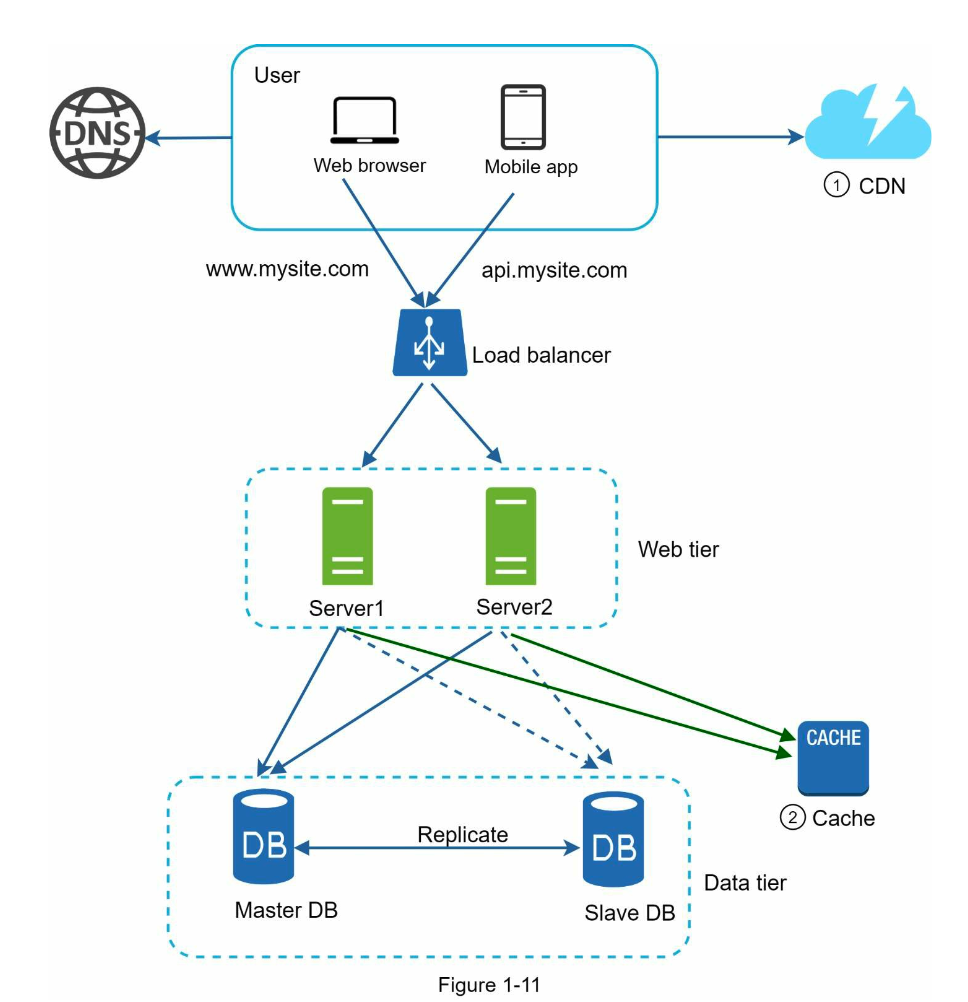 User
DNS
Web browser
Mobile app
1 CDN
www.mysite.com
api.mysite.com
Load balancer
Web tier
Server1
Server2
CACHE
2 Cache
Replicate
DB
DB
Data tier
Master DB
Slave DB
Figure 1-11